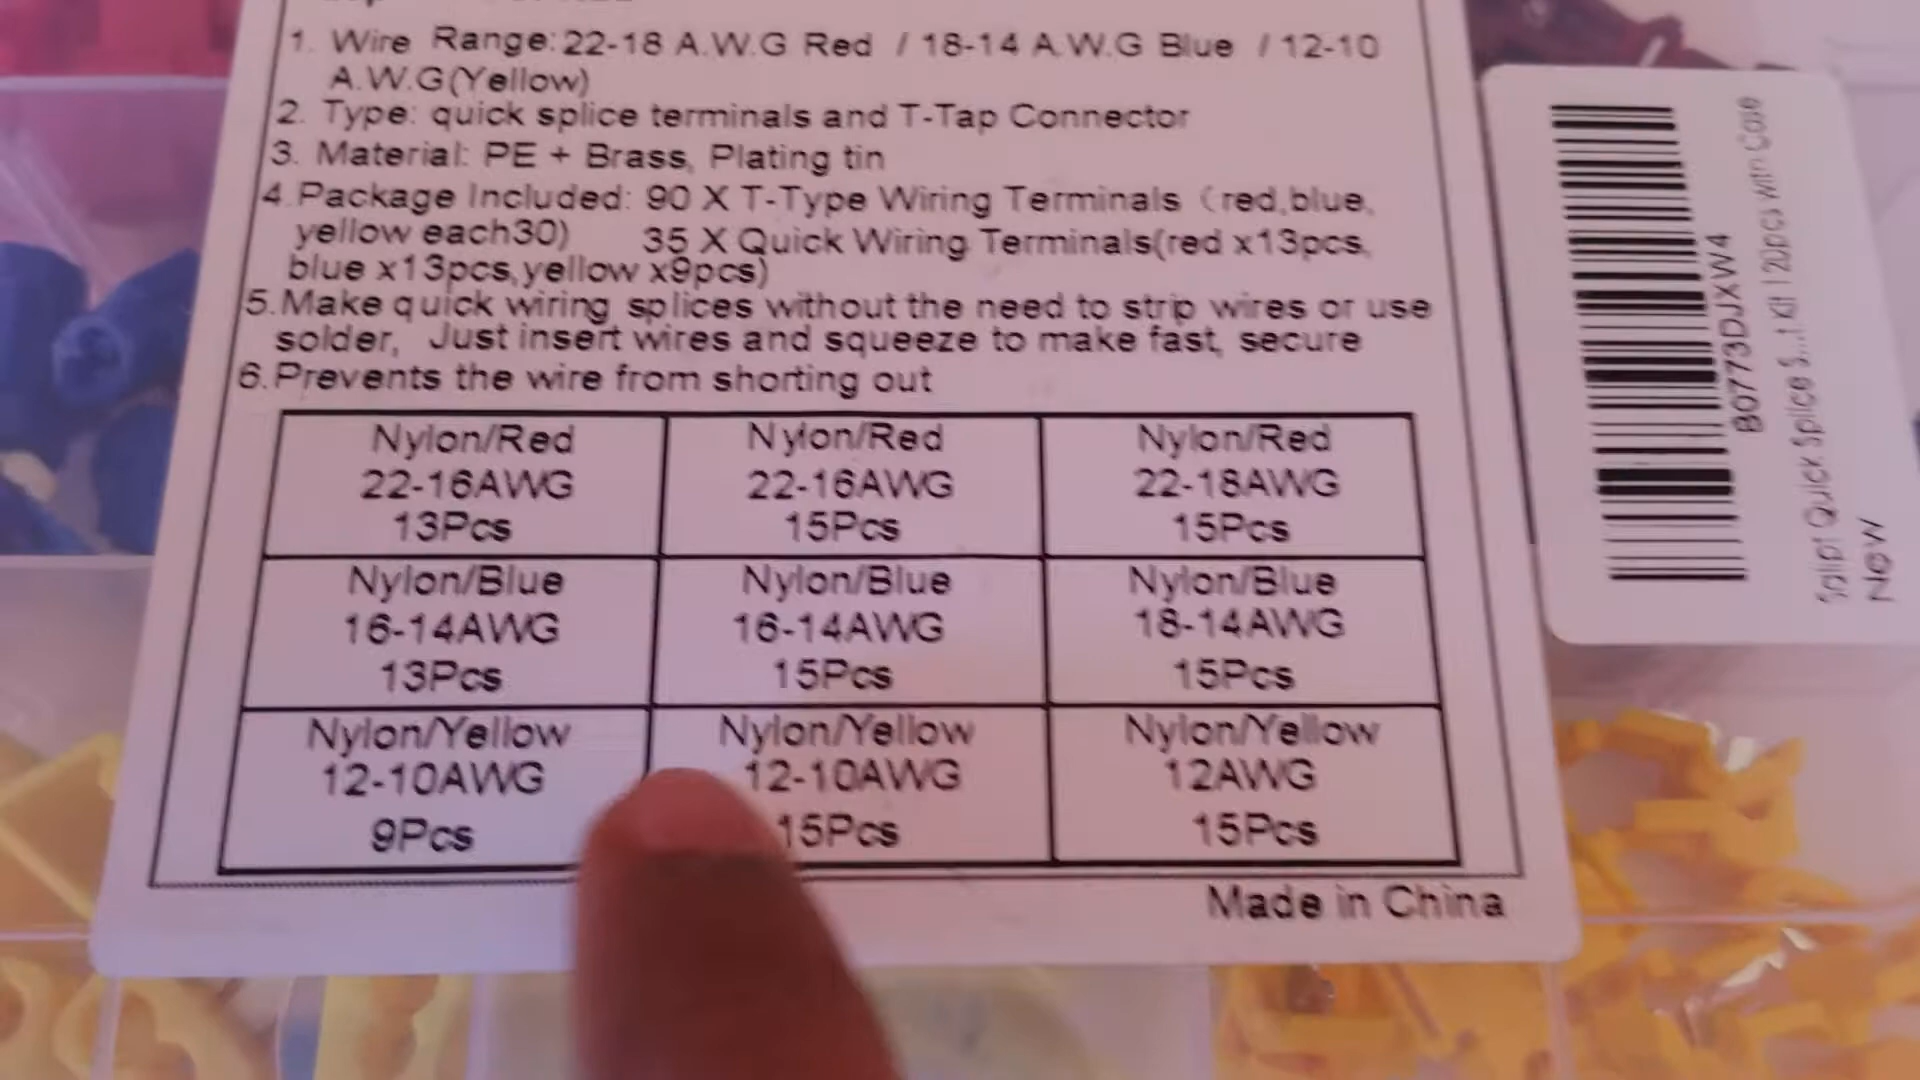 1. Wire Range:22-18 A.W.G Red / 18-14 A.W.G Blue / 12-10
A.W.G(Yellow)
2. Type: quick splice terminals and T-Tap Connector
3. Material: PE + Brass, Plating tin
4.Package Included: 90 X T-Type Wiring Terminals (red,blue,
yellow each30) 35 X Quick Wiring Terminals(red x13pcs,
blue x13pcs,yellow x9pcs)
5.Make quick wiring splices without the need to strip wires or use
solder, Just insert wires and squeeze to make fast, secure
6.Prevents the wire from shorting out
Nylon/Red Nylon/Red Nylon/Red
22-16AWG 22-16AWG 22-18AWG
13Pcs 15Pcs 15Pcs
Nylon/Blue Nylon/Blue Nylon/Blue
16-14AWG 16-14AWG 18-14AWG
13Pcs 15Pcs 15Pcs
Nylon/Yellow Nylon/Yellow Nylon/Yellow
12-10AWG 12-10AWG 12AWG
9Pcs 15Pcs 15Pcs
Made in China
B0773DJXW4
Quick Splice S...t Kit 120pcs with Case
New